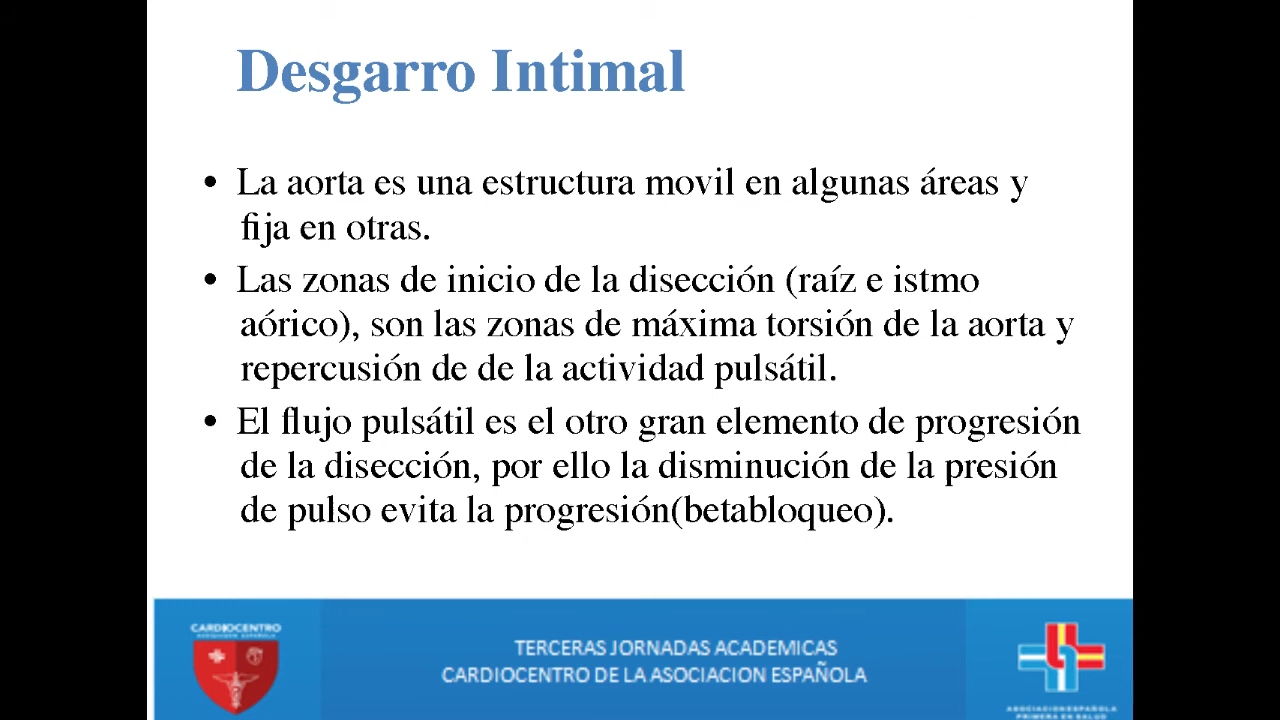 Desgarro Intimal
• La aorta es una estructura movil en algunas áreas y
fija en otras.
• Las zonas de inicio de la disección (raíz e istmo
aórico), son las zonas de máxima torsión de la aorta y
repercusión de de la actividad pulsátil.
• El flujo pulsátil es el otro gran elemento de progresión
de la disección, por ello la disminución de la presión
de pulso evita la progresión(betabloqueo).
CARDIOCENTRO
ASOCIACION ESPAÑOLA
TERCERAS JORNADAS ACADEMICAS
CARDIOCENTRO DE LA ASOCIACION ESPAÑOLA
ASOCIACION ESPAÑOLA
PRIMERA EN SALUD